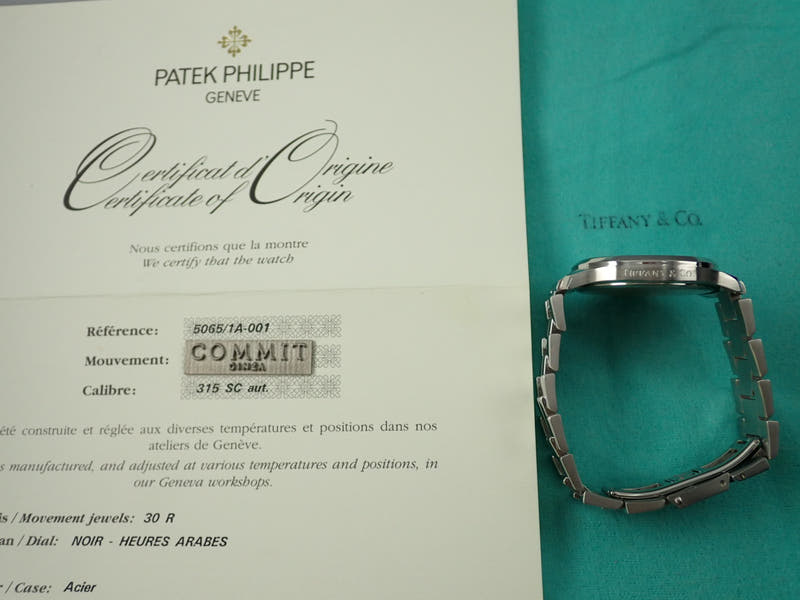 PATEK PHILIPPE
GENEVE
Certificat d'Origine
Certificate of Origin
Nous certifions que la montre
We certify that the watch
Référence: 5065/1A-001
Mouvement: COMMIT
GINZA
Calibre: 315 SC aut.
été construite et réglée aux diverses températures et positions dans nos
ateliers de Genève.
s manufactured, and adjusted at various temperatures and positions, in
our Geneva workshops.
is / Movement jewels: 30 R
an / Dial: NOIR - HEURES ARABES
r / Case: Acier
TIFFANY & CO.
TIFFANY & CO